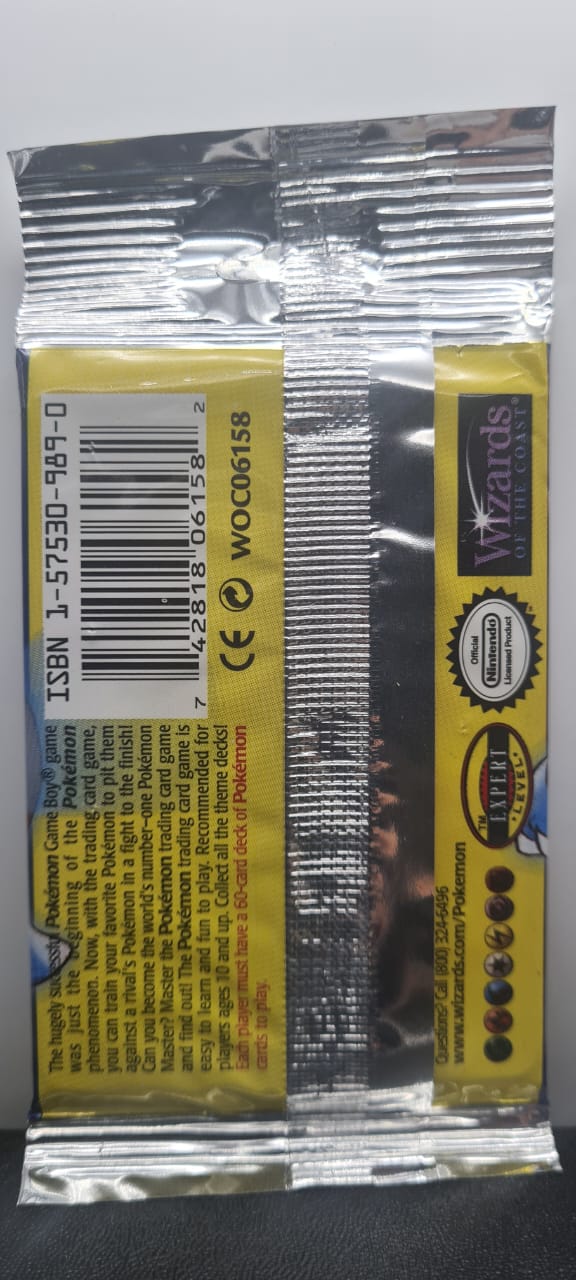 The hugely successful Pokémon Game Boy® game
was just the beginning of the Pokémon
phenomenon. Now, with the trading card game,
you can train your favorite Pokémon to pit them
against a rival's Pokémon in a fight to the finish!
Can you become the world's number-one Pokémon
Master? Master the Pokémon trading card game
and find out! The Pokémon trading card game is
easy to learn and fun to play. Recommended for
players ages 10 and up. Collect all the theme decks!
Each player must have a 60-card deck of Pokémon
cards to play.
ISBN 1-57530-989-0
7 42818 06158 2
CE WOC06158
Questions? Call (800) 324-6496
www.wizards.com/Pokemon
TM
EXPERT
LEVEL
Official
Nintendo®
Licensed Product
Wizards
OF THE COAST®